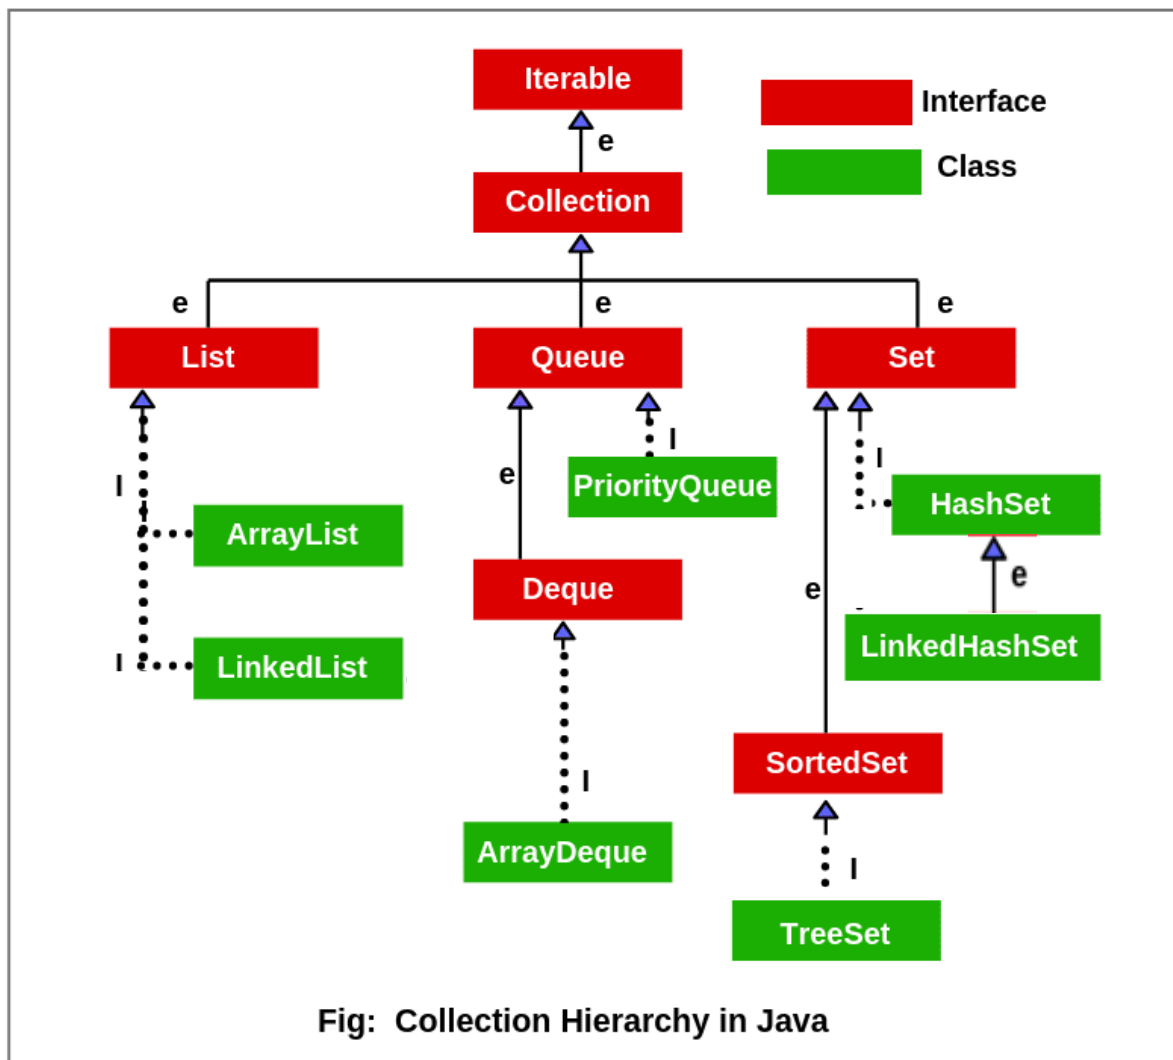 Iterable
Interface
e
Class
Collection
e
e
e
List
Queue
Set
I
I
I
e
PriorityQueue
HashSet
ArrayList
e
Deque
e
LinkedHashSet
I
LinkedList
SortedSet
I
ArrayDeque
I
TreeSet
Fig: Collection Hierarchy in Java